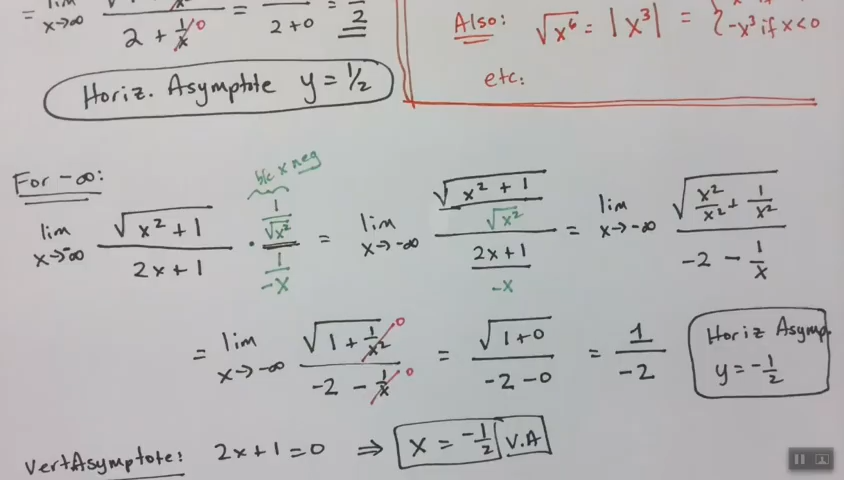 = lim x→∞ / 2 + 1/x 0 = / 2+0 = / 2
Horiz. Asymptote y = 1/2
Also: √x⁶ = |x³| = { -x³ if x < 0
etc.
For -∞:
b/c x neg
lim x→-∞ √(x² + 1) / (2x + 1) · (1/√x²) / (1/-x) = lim x→-∞ (√(x² + 1) / √x²) / ((2x + 1) / -x) = lim x→-∞ √(x²/x² + 1/x²) / (-2 - 1/x)
= lim x→-∞ √(1 + 1/x² 0) / (-2 - 1/x 0) = √(1+0) / (-2-0) = 1 / -2
Horiz Asymp.
y = -1/2
Vert Asymptote: 2x+1 = 0 ⇒ x = -1/2 V.A